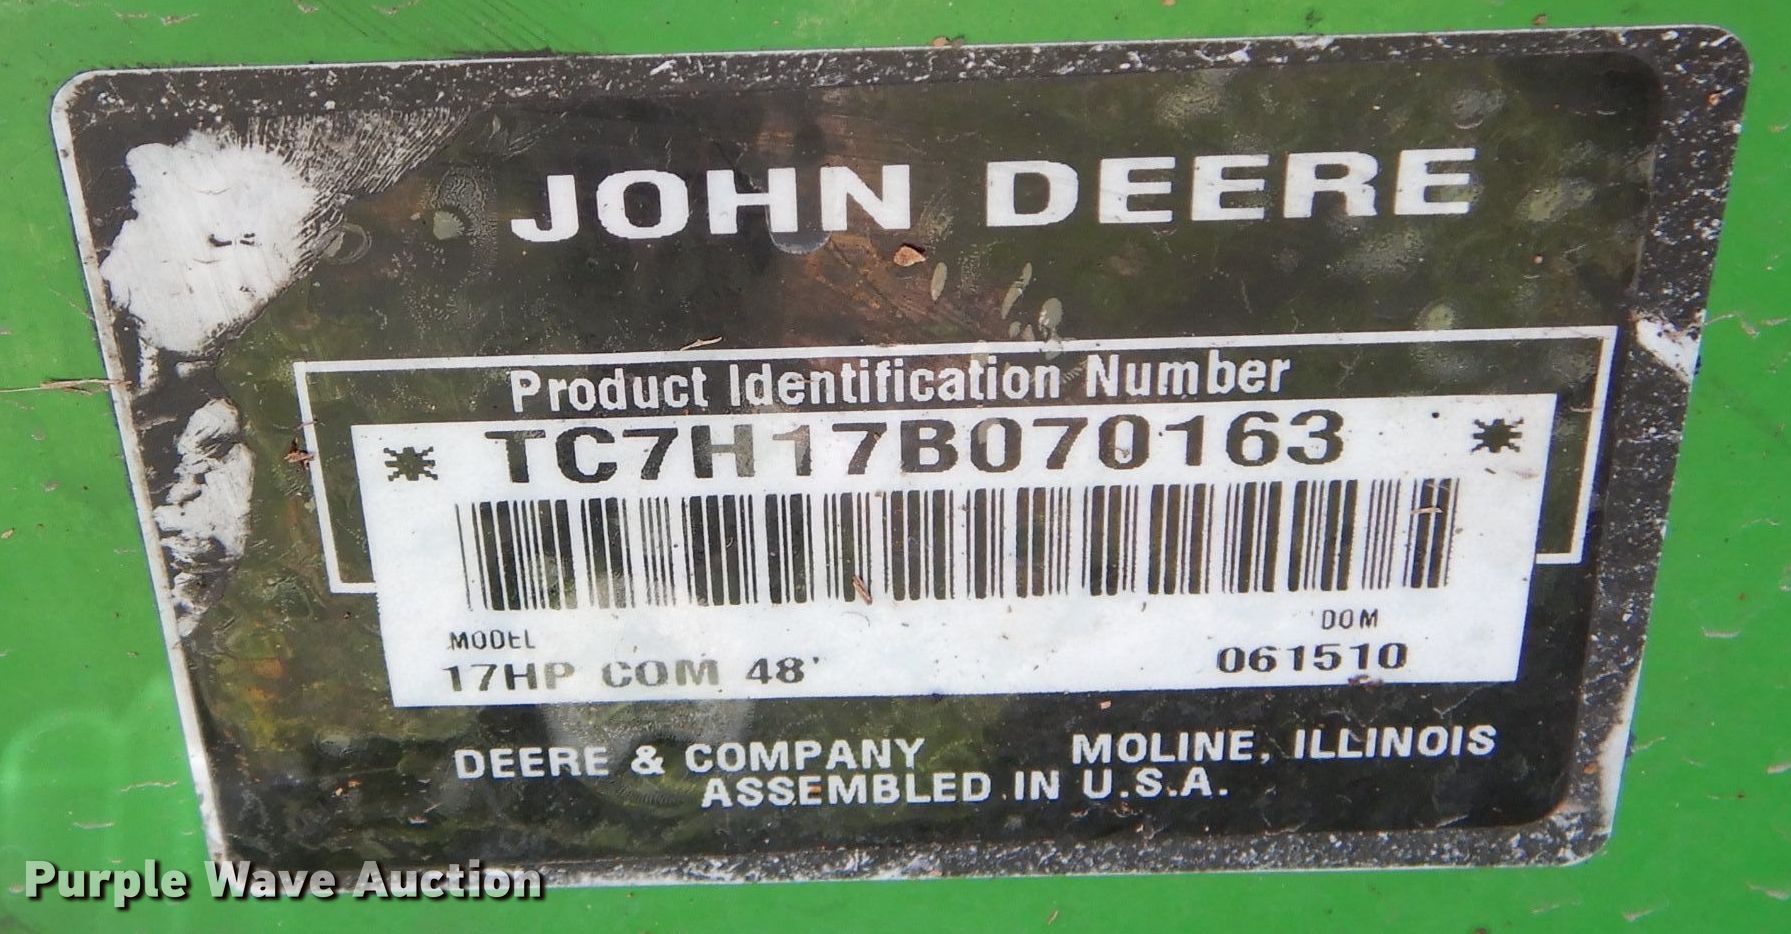 JOHN DEERE
Product Identification Number
* TC7H17B070163 *
MODEL
DOM
17HP COM 48'
061510
DEERE & COMPANY MOLINE, ILLINOIS
ASSEMBLED IN U.S.A.
Purple Wave Auction